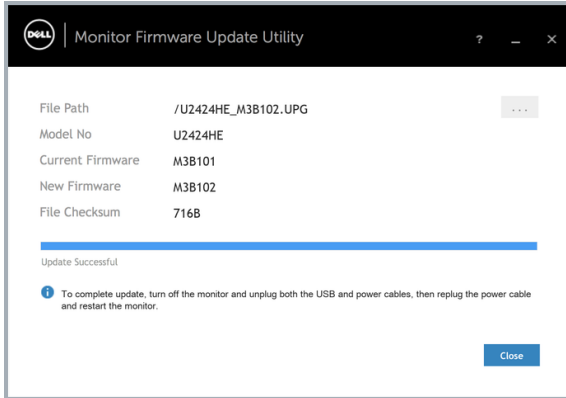 DELL
Monitor Firmware Update Utility
? _ ×
File Path /U2424HE_M3B102.UPG ...
Model No U2424HE
Current Firmware M3B101
New Firmware M3B102
File Checksum 716B
Update Successful
To complete update, turn off the monitor and unplug both the USB and power cables, then replug the power cable
and restart the monitor.
Close